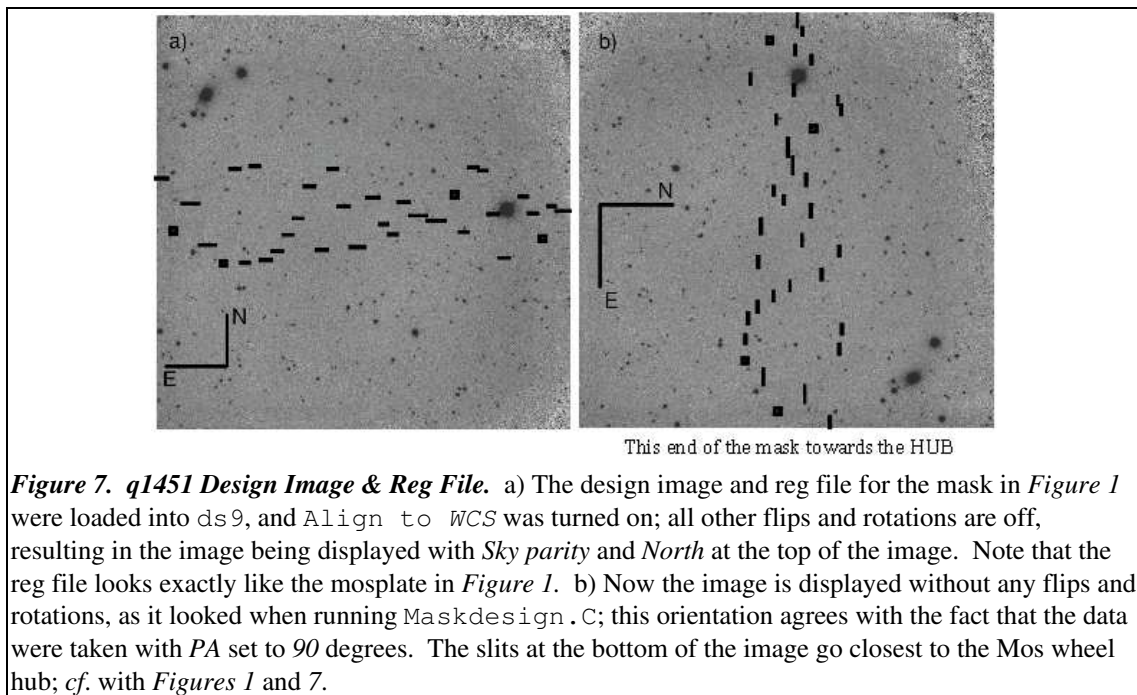 a)
N
E
b)
N
E
This end of the mask towards the HUB
Figure 7. q1451 Design Image & Reg File. a) The design image and reg file for the mask in Figure 1
were loaded into ds9, and Align to WCS was turned on; all other flips and rotations are off,
resulting in the image being displayed with Sky parity and North at the top of the image. Note that the
reg file looks exactly like the mosplate in Figure 1. b) Now the image is displayed without any flips and
rotations, as it looked when running Maskdesign.C; this orientation agrees with the fact that the data
were taken with PA set to 90 degrees. The slits at the bottom of the image go closest to the Mos wheel
hub; cf. with Figures 1 and 7.